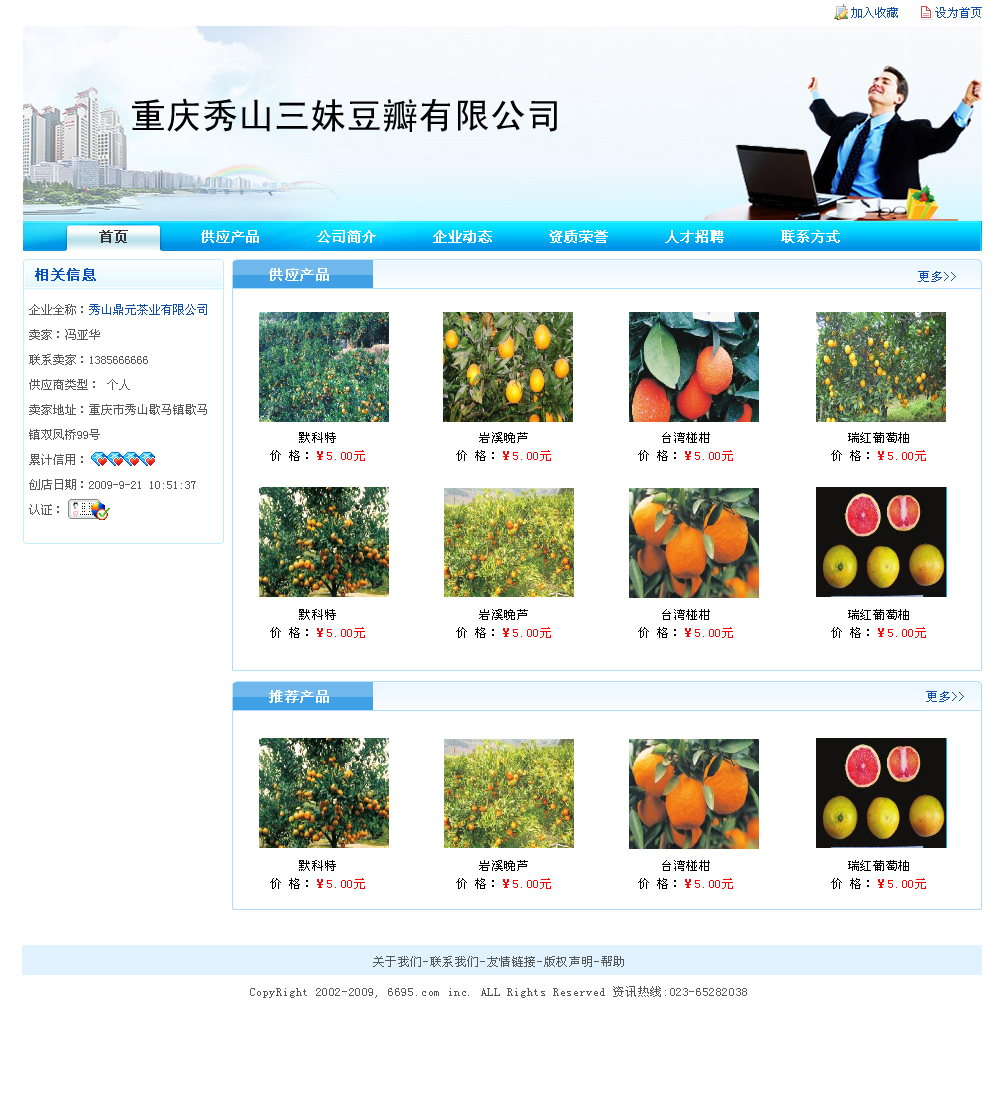 加入收藏 设为首页
重庆秀山三妹豆瓣有限公司
首页 供应产品 公司简介 企业动态 资质荣誉 人才招聘 联系方式
相关信息
企业全称：秀山鼎元茶业有限公司
卖家：冯亚华
联系卖家：1385666666
供应商类型： 个人
卖家地址：重庆市秀山歇马镇歇马
镇双凤桥99号
累计信用：
创店日期：2009-9-21 10:51:37
认证：
供应产品 更多>>
默科特 岩溪晚芦 台湾椪柑 瑞红葡萄柚
价 格：¥5.00元 价 格：¥5.00元 价 格：¥5.00元 价 格：¥5.00元
默科特 岩溪晚芦 台湾椪柑 瑞红葡萄柚
价 格：¥5.00元 价 格：¥5.00元 价 格：¥5.00元 价 格：¥5.00元
推荐产品 更多>>
默科特 岩溪晚芦 台湾椪柑 瑞红葡萄柚
价 格：¥5.00元 价 格：¥5.00元 价 格：¥5.00元 价 格：¥5.00元
关于我们-联系我们-友情链接-版权声明-帮助
CopyRight 2002-2009, 6695.com inc. ALL Rights Reserved 资讯热线:023-65282038